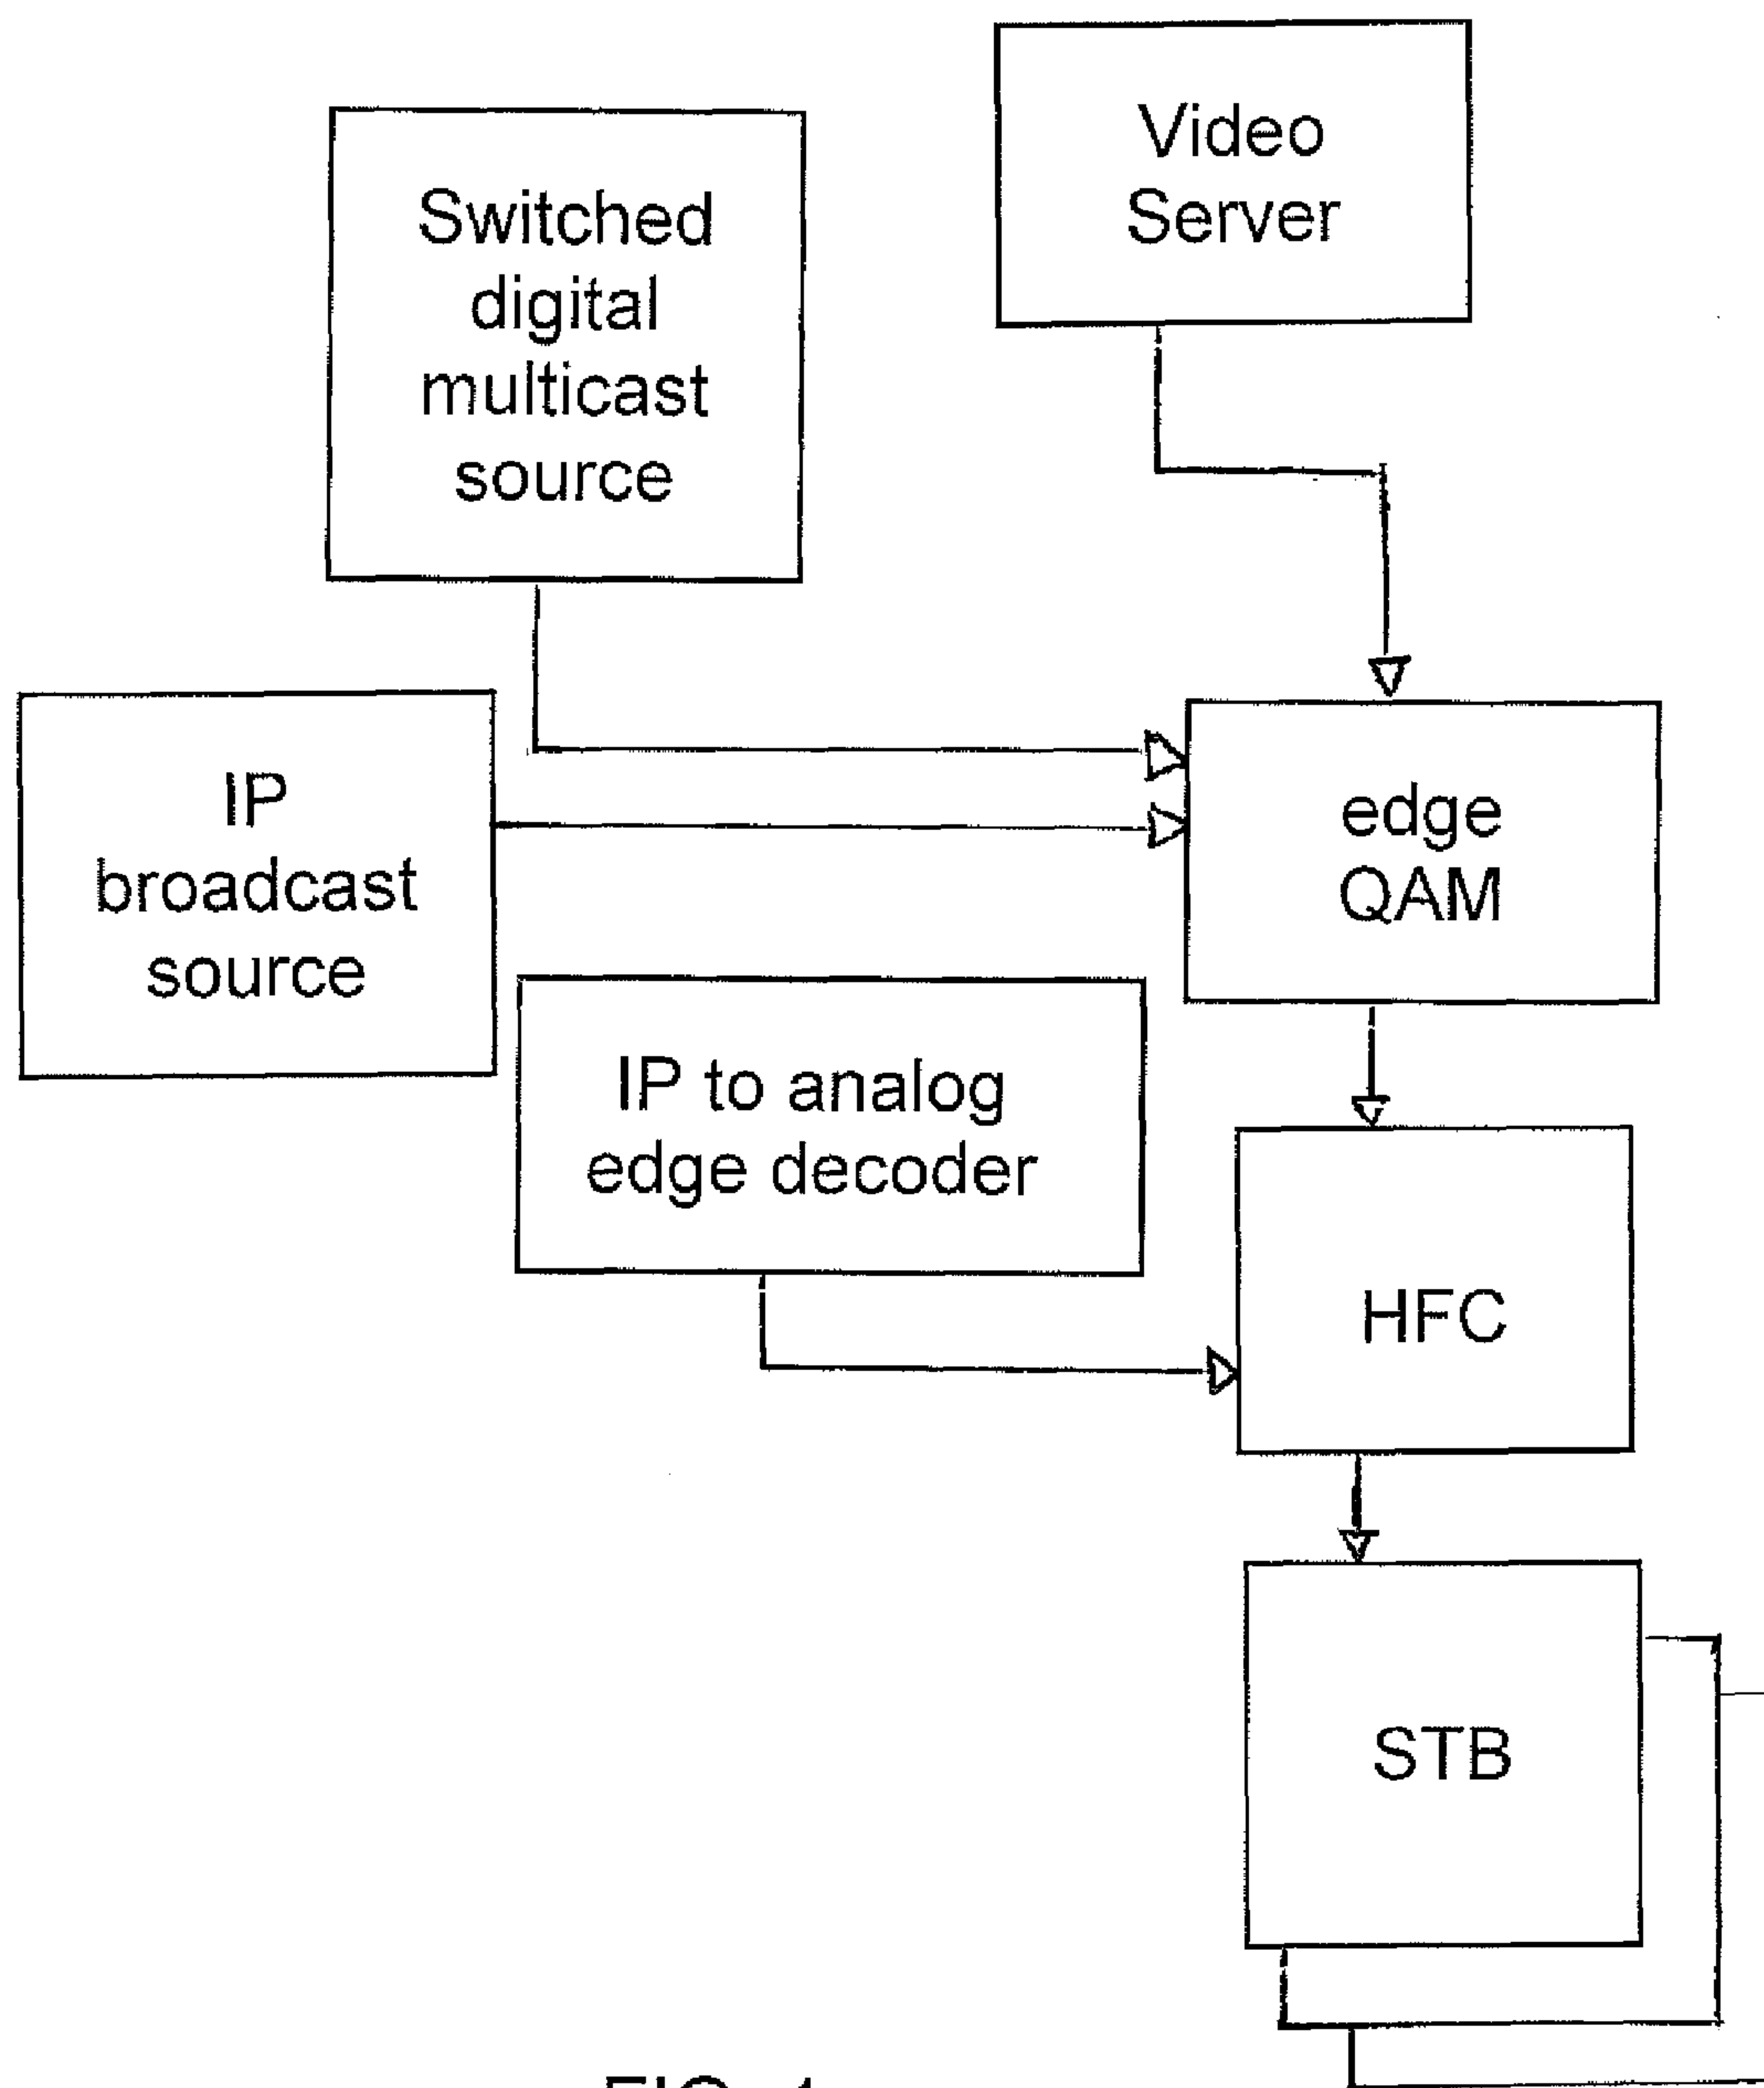 Video
Server
Switched
digital
multicast
source
IP
broadcast
source
edge
QAM
IP to analog
edge decoder
HFC
STB